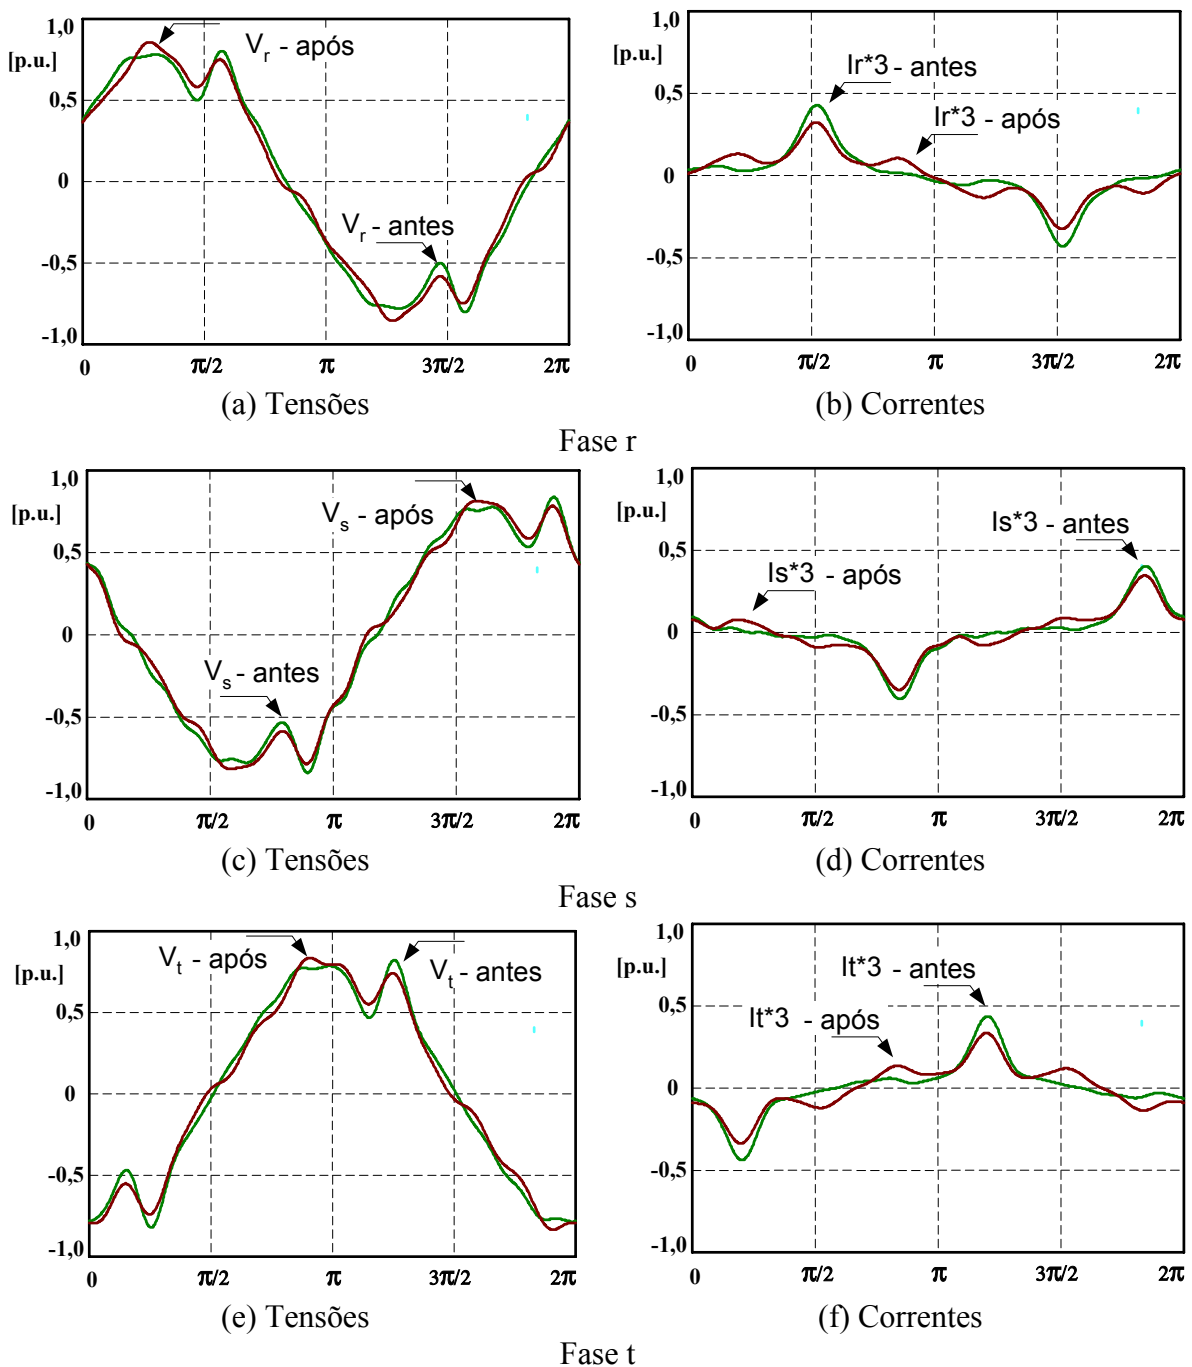 1,0
[p.u.]
0,5
0
-0,5
-1,0
0 π/2 π 3π/2 2π
V_r - após
V_r - antes
(a) Tensões
1,0
[p.u.]
0,5
0
-0,5
-1,0
0 π/2 π 3π/2 2π
Ir*3 - antes
Ir*3 - após
(b) Correntes
Fase r
1,0
[p.u.]
0,5
0
-0,5
-1,0
0 π/2 π 3π/2 2π
V_s - após
V_s - antes
(c) Tensões
1,0
[p.u.]
0,5
0
-0,5
-1,0
0 π/2 π 3π/2 2π
Is*3 - antes
Is*3 - após
(d) Correntes
Fase s
1,0
[p.u.]
0,5
0
-0,5
-1,0
0 π/2 π 3π/2 2π
V_t - após
V_t - antes
(e) Tensões
1,0
[p.u.]
0,5
0
-0,5
-1,0
0 π/2 π 3π/2 2π
It*3 - antes
It*3 - após
(f) Correntes
Fase t